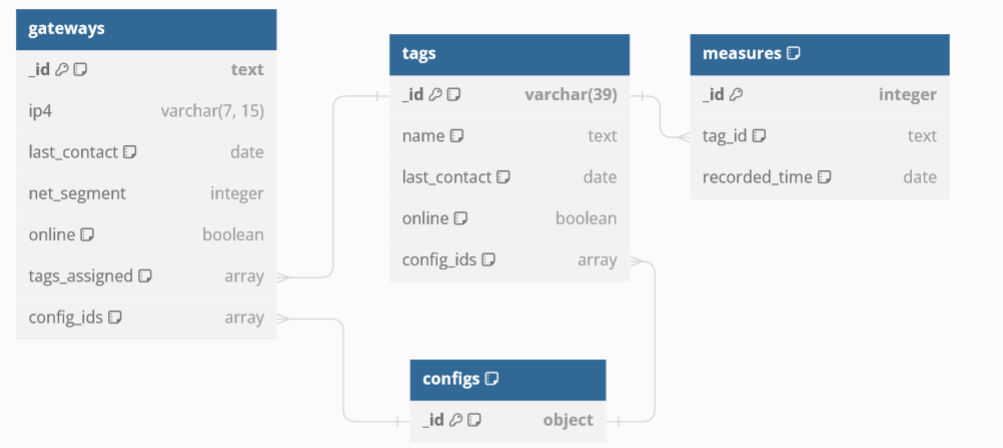 gateways
_id text
ip4 varchar(7, 15)
last_contact date
net_segment integer
online boolean
tags_assigned array
config_ids array
tags
_id varchar(39)
name text
last_contact date
online boolean
config_ids array
measures
_id integer
tag_id text
recorded_time date
configs
_id object